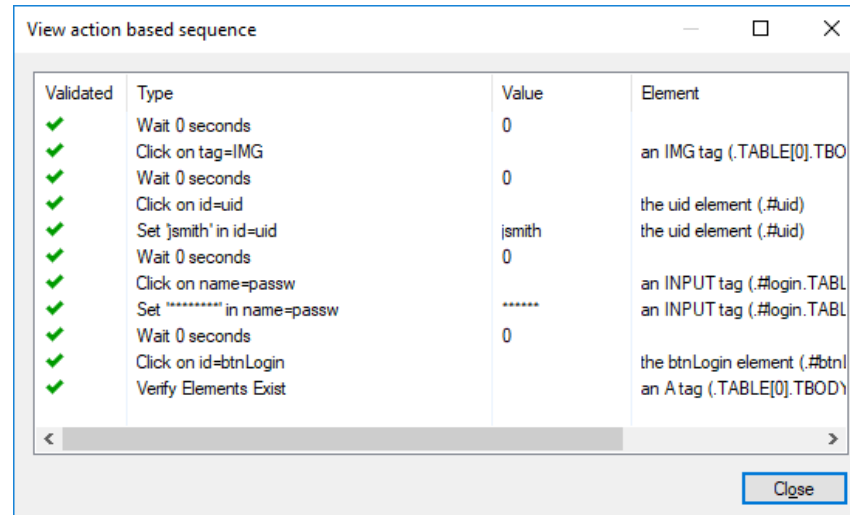 View action based sequence
Validated Type Value Element
Wait 0 seconds 0
Click on tag=IMG an IMG tag (.TABLE[0].TBO
Wait 0 seconds 0
Click on id=uid the uid element (.#uid)
Set 'jsmith' in id=uid jsmith the uid element (.#uid)
Wait 0 seconds 0
Click on name=passw an INPUT tag (.#login.TABL
Set '********' in name=passw ****** an INPUT tag (.#login.TABL
Wait 0 seconds 0
Click on id=btnLogin the btnLogin element (.#btnl
Verify Elements Exist an A tag (.TABLE[0].TBODY
Close